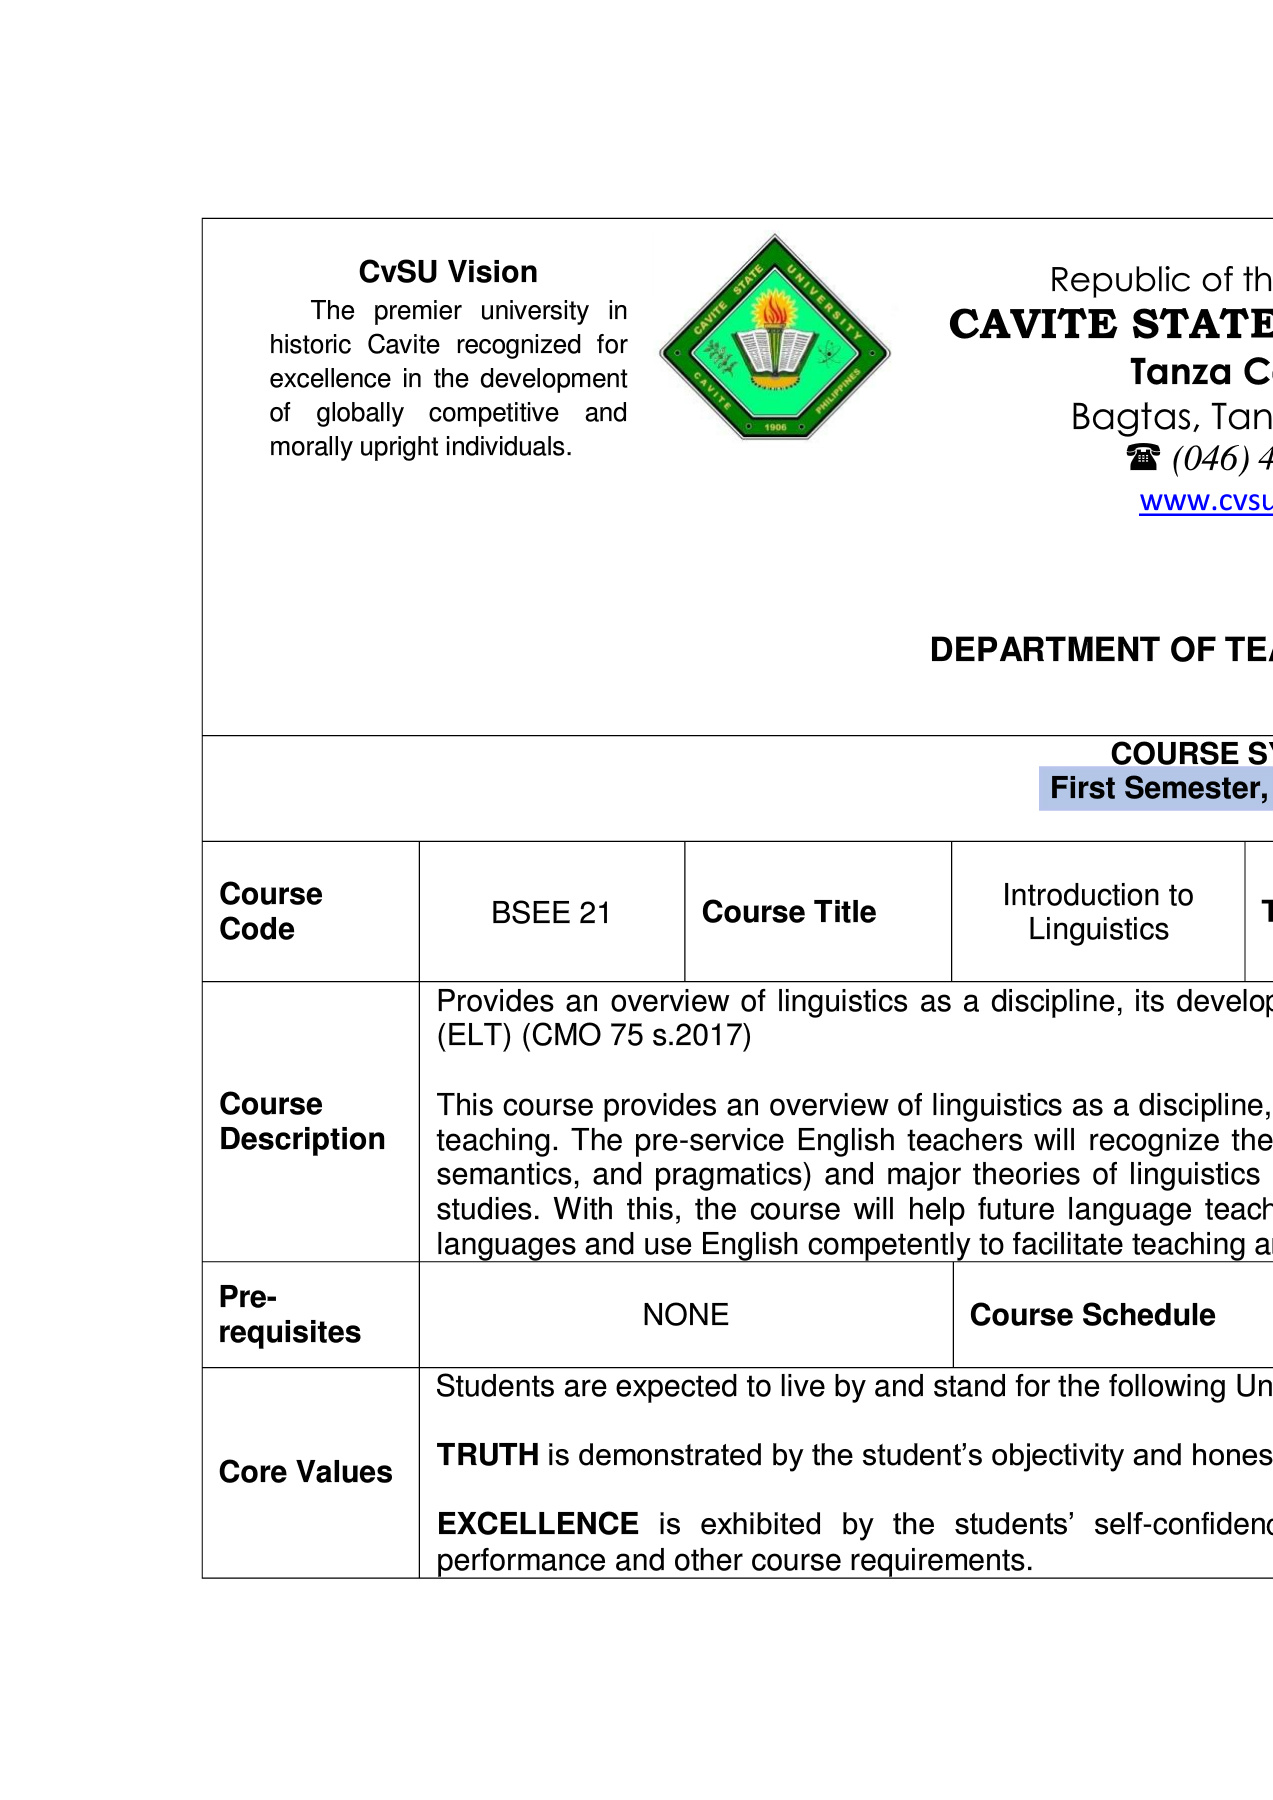 CvSU Vision
The premier university in
historic Cavite recognized for
excellence in the development
of globally competitive and
morally upright individuals.
CAVITE STATE UNIVERSITY
CAVITE
PHILIPPINES
1906
Republic of th
CAVITE STATE
Tanza C
Bagtas, Tan
☎ (046) 4
www.cvsu
DEPARTMENT OF TEA
COURSE SY
First Semester,
Course
Code
BSEE 21
Course Title
Introduction to
Linguistics
T
Course
Description
Provides an overview of linguistics as a discipline, its develop
(ELT) (CMO 75 s.2017)
This course provides an overview of linguistics as a discipline,
teaching. The pre-service English teachers will recognize the
semantics, and pragmatics) and major theories of linguistics
studies. With this, the course will help future language teach
languages and use English competently to facilitate teaching a
Pre-
requisites
NONE
Course Schedule
Core Values
Students are expected to live by and stand for the following Un
TRUTH is demonstrated by the student’s objectivity and hones
EXCELLENCE is exhibited by the students’ self-confidenc
performance and other course requirements.